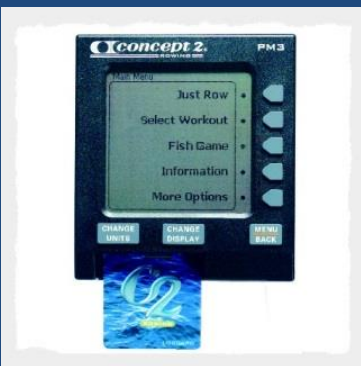 concept 2.
ROWING
PM3
Main Menu
Just Row
Select Workout
Fish Game
Information
More Options
CHANGE UNITS
CHANGE DISPLAY
MENU BACK
C2